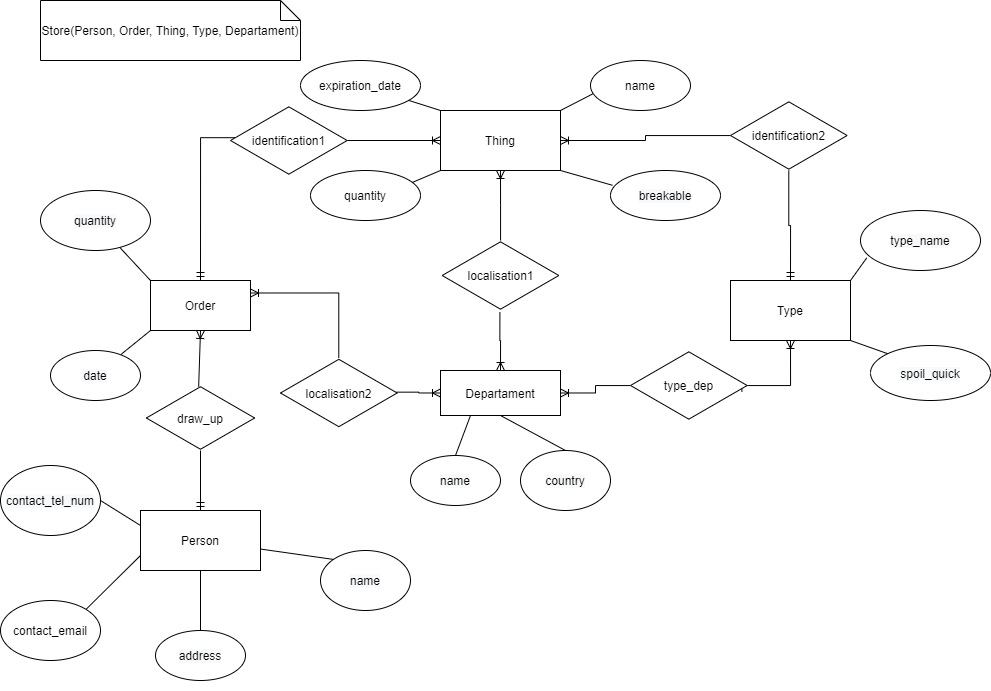 Store(Person, Order, Thing, Type, Departament)
expiration_date
name
identification1
Thing
identification2
quantity
breakable
quantity
type_name
localisation1
Order
Type
date
localisation2
Departament
type_dep
spoil_quick
draw_up
name
country
contact_tel_num
Person
name
contact_email
address